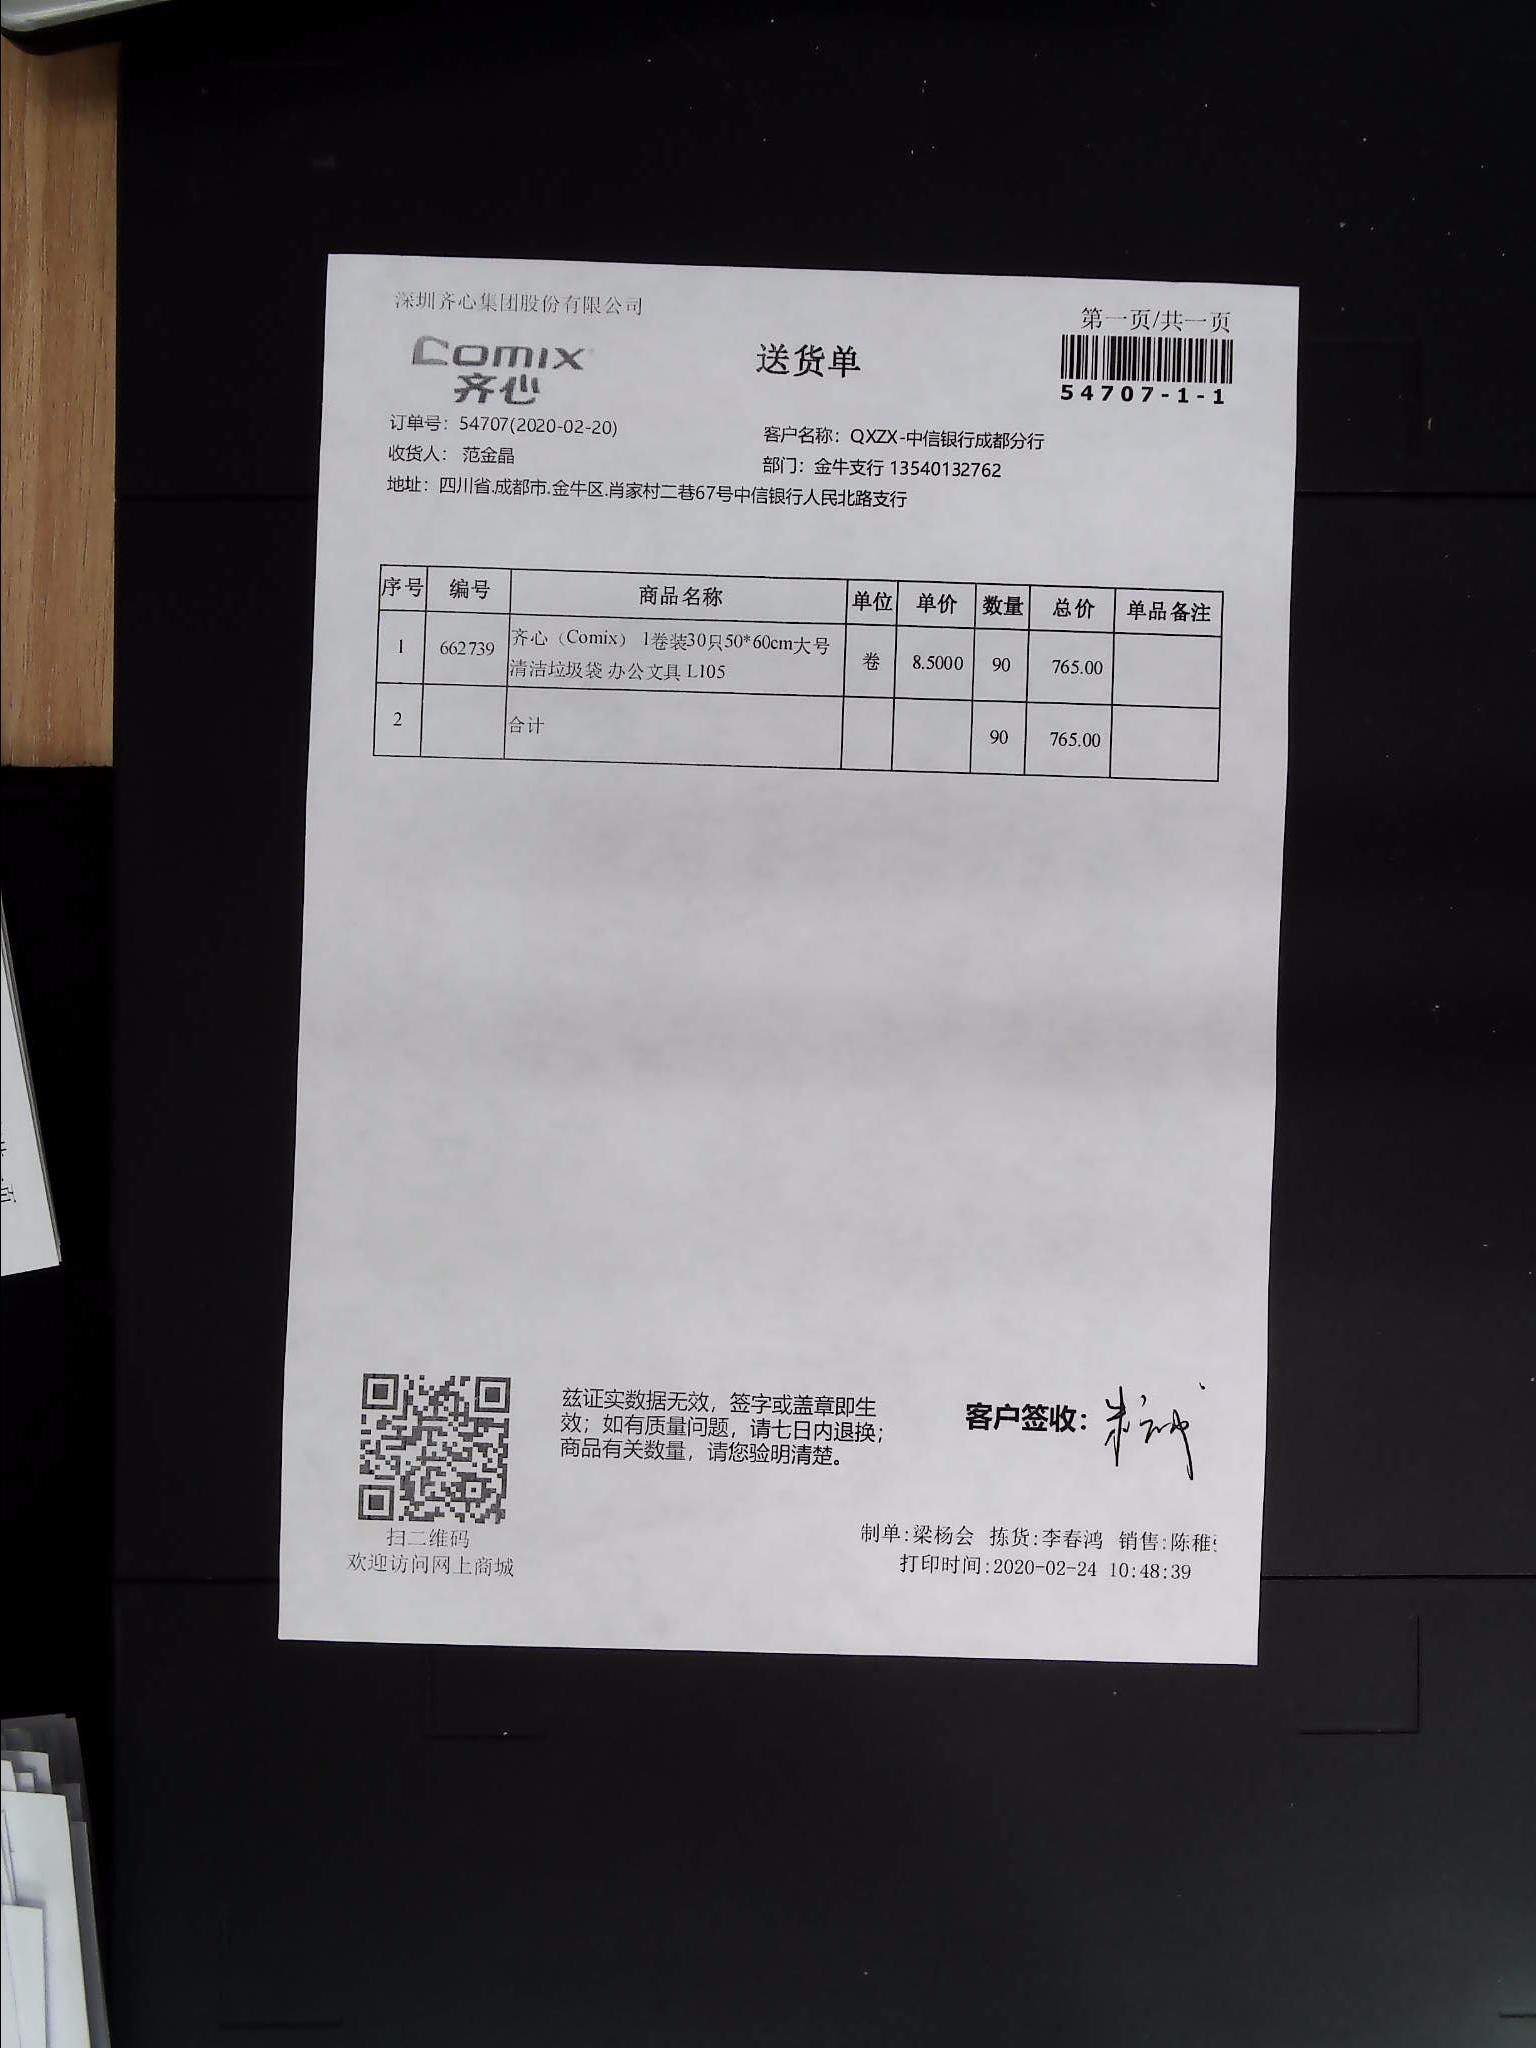 深圳齐心集团股份有限公司
第一页/共一页
comix
齐心
送货单
54707-1-1
订单号：54707(2020-02-20)
客户名称：QXZX-中信银行成都分行
收货人： 范金晶
部门：金牛支行 13540132762
地址：四川省.成都市.金牛区.肖家村二巷67号中信银行人民北路支行
序号 编号 商品名称 单位 单价 数量 总价 单品备注
1 662739 齐心（Comix） 1卷装30只50*60cm大号 卷 8.5000 90 765.00
清洁垃圾袋 办公文具 L105
2 合计 90 765.00
兹证实数据无效，签字或盖章即生
效；如有质量问题，请七日内退换；
商品有关数量，请您验明清楚。
客户签收：
扫二维码
欢迎访问网上商城
制单:梁杨会 拣货:李春鸿 销售:陈稚
打印时间:2020-02-24 10:48:39